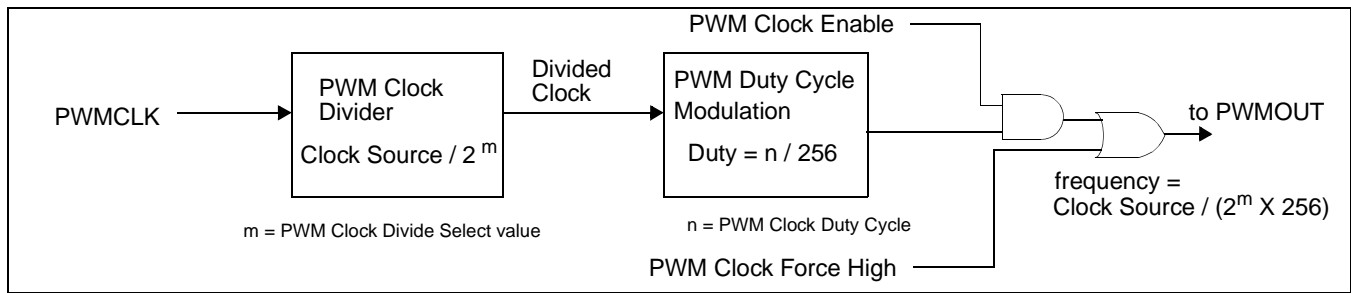 PWM Clock Enable
PWMCLK
PWM Clock
Divider
Clock Source / 2 m
m = PWM Clock Divide Select value
Divided
Clock
PWM Duty Cycle
Modulation
Duty = n / 256
n = PWM Clock Duty Cycle
to PWMOUT
frequency =
Clock Source / (2m X 256)
PWM Clock Force High